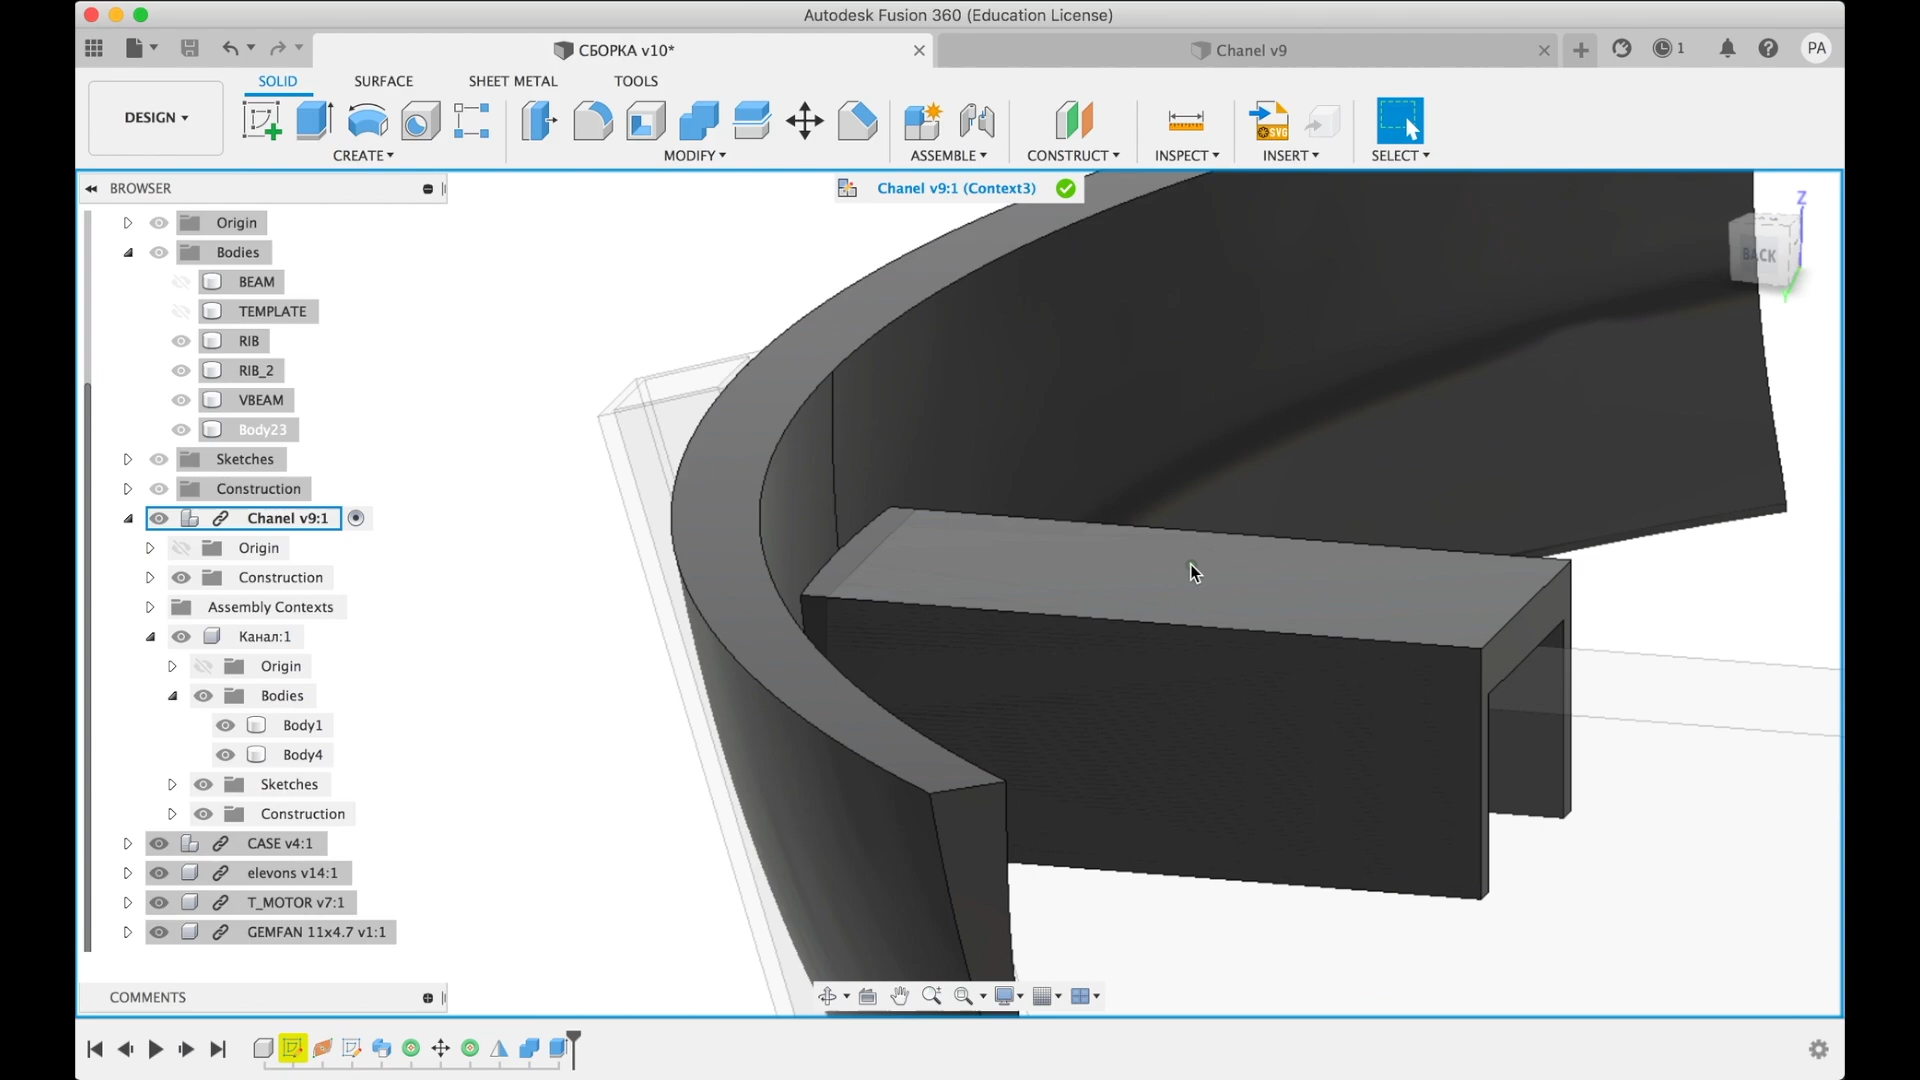 Autodesk Fusion 360 (Education License)
СБОРКА v10*
Chanel v9
1
PA
DESIGN
SOLID
SURFACE
SHEET METAL
TOOLS
CREATE
MODIFY
ASSEMBLE
CONSTRUCT
INSPECT
INSERT
SVG
SELECT
BROWSER
Chanel v9:1 (Context3)
Z
BACK
Y
Origin
Bodies
BEAM
TEMPLATE
RIB
RIB_2
VBEAM
Body23
Sketches
Construction
Chanel v9:1
Origin
Construction
Assembly Contexts
Канал:1
Origin
Bodies
Body1
Body4
Sketches
Construction
CASE v4:1
elevons v14:1
T_MOTOR v7:1
GEMFAN 11x4.7 v1:1
COMMENTS